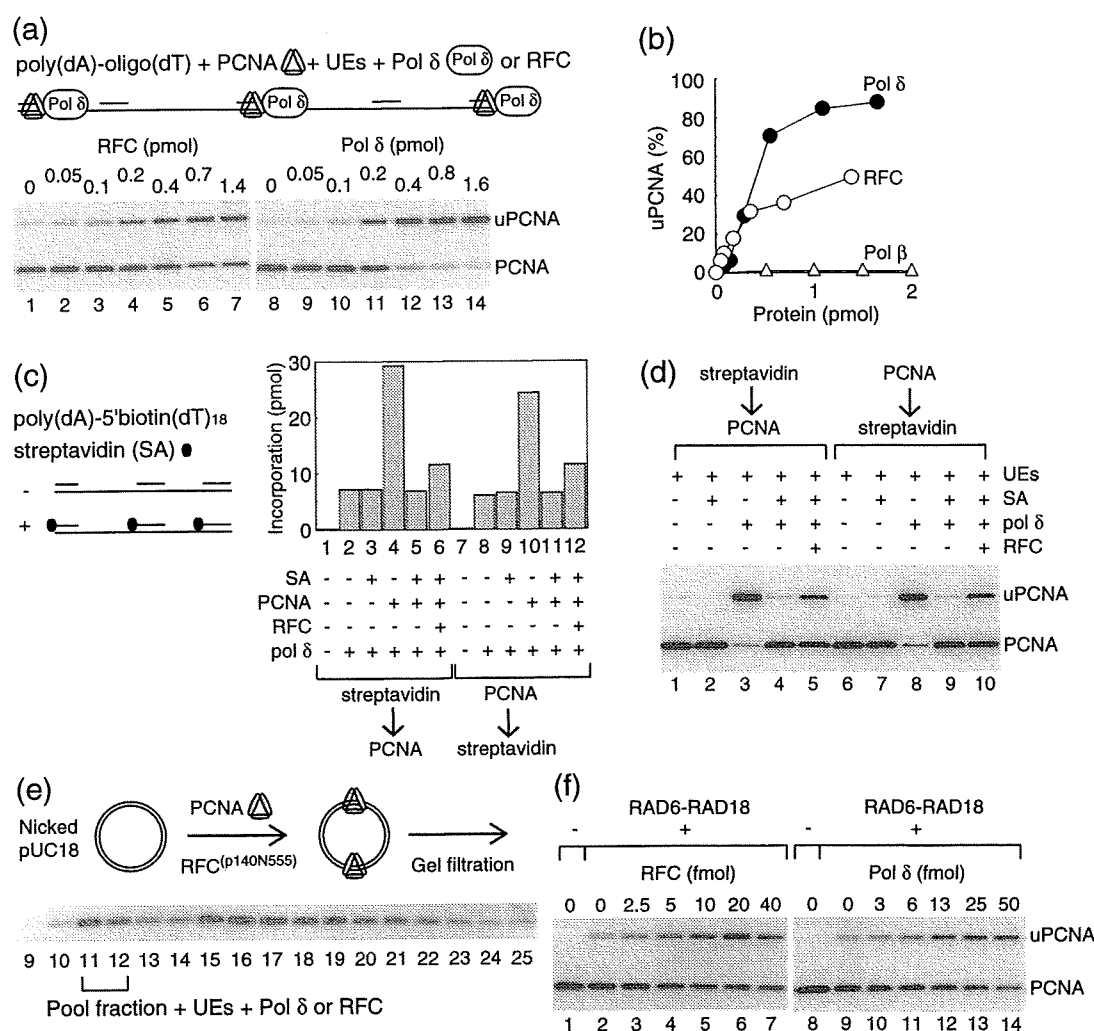 (a)
poly(dA)-oligo(dT) + PCNA + UEs + Pol δ Pol δ or RFC
Pol δ Pol δ Pol δ
RFC (pmol) Pol δ (pmol)
0 0.05 0.1 0.2 0.4 0.7 1.4 0 0.05 0.1 0.2 0.4 0.8 1.6
uPCNA
PCNA
1 2 3 4 5 6 7 8 9 10 11 12 13 14
(b)
100
80
60
40
20
0
uPCNA (%)
Pol δ
RFC
Pol β
0 1 2
Protein (pmol)
(c)
poly(dA)-5'biotin(dT)18
streptavidin (SA)
-
+
30
20
10
0
Incorporation (pmol)
1 2 3 4 5 6 7 8 9 10 11 12
SA - - + - + + - - + - + +
PCNA - - - + + + - - - + + +
RFC - - - - - + - - - - - +
pol δ - + + + + + - + + + + +
streptavidin PCNA
PCNA streptavidin
(d)
streptavidin PCNA
PCNA streptavidin
+ + + + + + + + + + UEs
- + - + + - + - + + SA
- - + + + - - + + + pol δ
- - - - + - - - - + RFC
uPCNA
PCNA
1 2 3 4 5 6 7 8 9 10
(e)
Nicked
pUC18
PCNA
RFC(p140N555)
Gel filtration
9 10 11 12 13 14 15 16 17 18 19 20 21 22 23 24 25
Pool fraction + UEs + Pol δ or RFC
(f)
RAD6-RAD18 RAD6-RAD18
- + - +
RFC (fmol) Pol δ (fmol)
0 0 2.5 5 10 20 40 0 0 3 6 13 25 50
uPCNA
PCNA
1 2 3 4 5 6 7 8 9 10 11 12 13 14